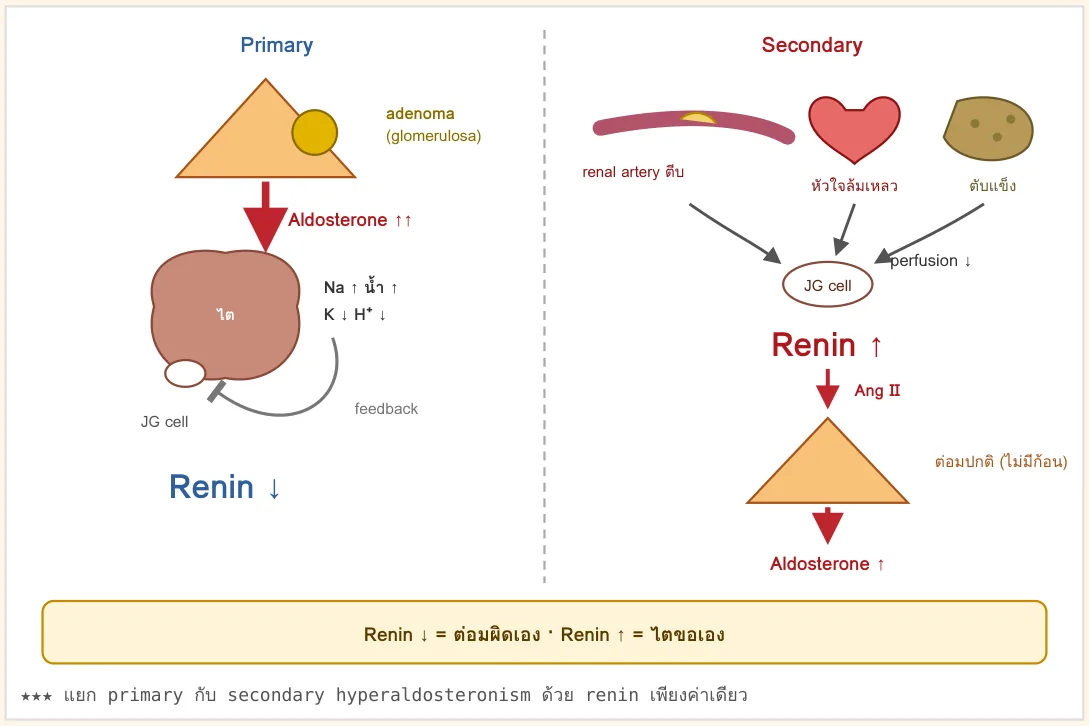 Primary
adenoma
(glomerulosa)
Aldosterone ↑↑
Na ↑ น้ำ ↑
K ↓ H⁺ ↓
ไต
feedback
JG cell
Renin ↓
Secondary
renal artery ตีบ
หัวใจล้มเหลว
ตับแข็ง
perfusion ↓
JG cell
Renin ↑
Ang II
ต่อมปกติ (ไม่มีก้อน)
Aldosterone ↑
Renin ↓ = ต่อมผิดเอง · Renin ↑ = ไตขอเอง
★★★ แยก primary กับ secondary hyperaldosteronism ด้วย renin เพียงค่าเดียว